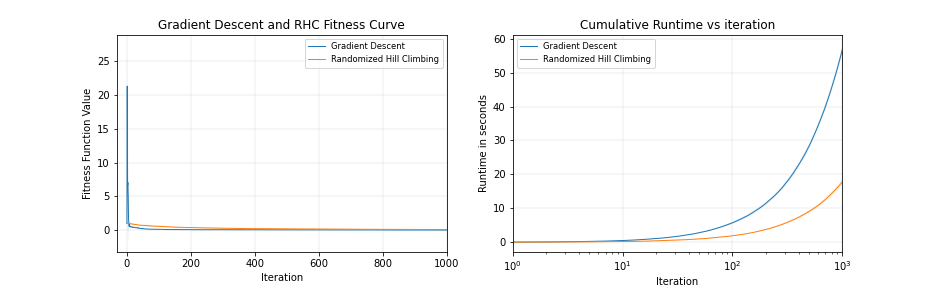 Gradient Descent and RHC Fitness Curve
Fitness Function Value
25
20
15
10
5
0
Gradient Descent
Randomized Hill Climbing
0 200 400 600 800 1000
Iteration
Cumulative Runtime vs iteration
Runtime in seconds
60
50
40
30
20
10
0
Gradient Descent
Randomized Hill Climbing
10⁰ 10¹ 10² 10³
Iteration